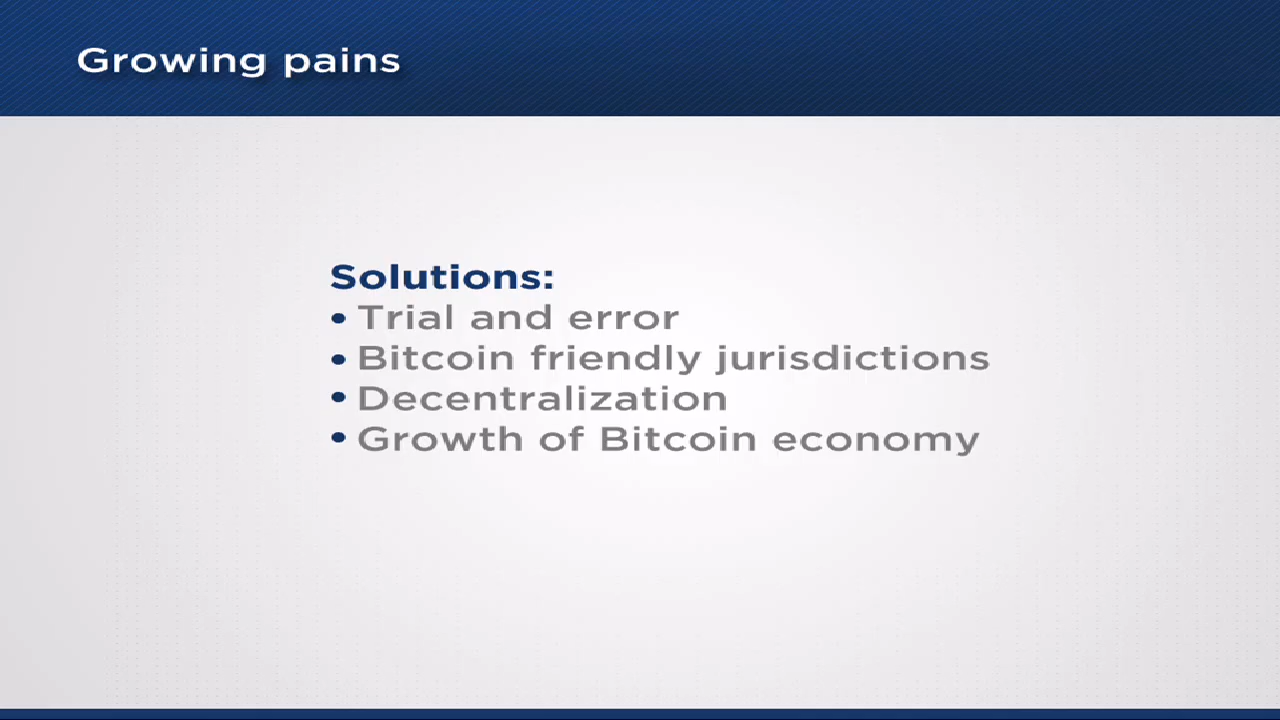 Growing pains
Solutions:
• Trial and error
• Bitcoin friendly jurisdictions
• Decentralization
• Growth of Bitcoin economy